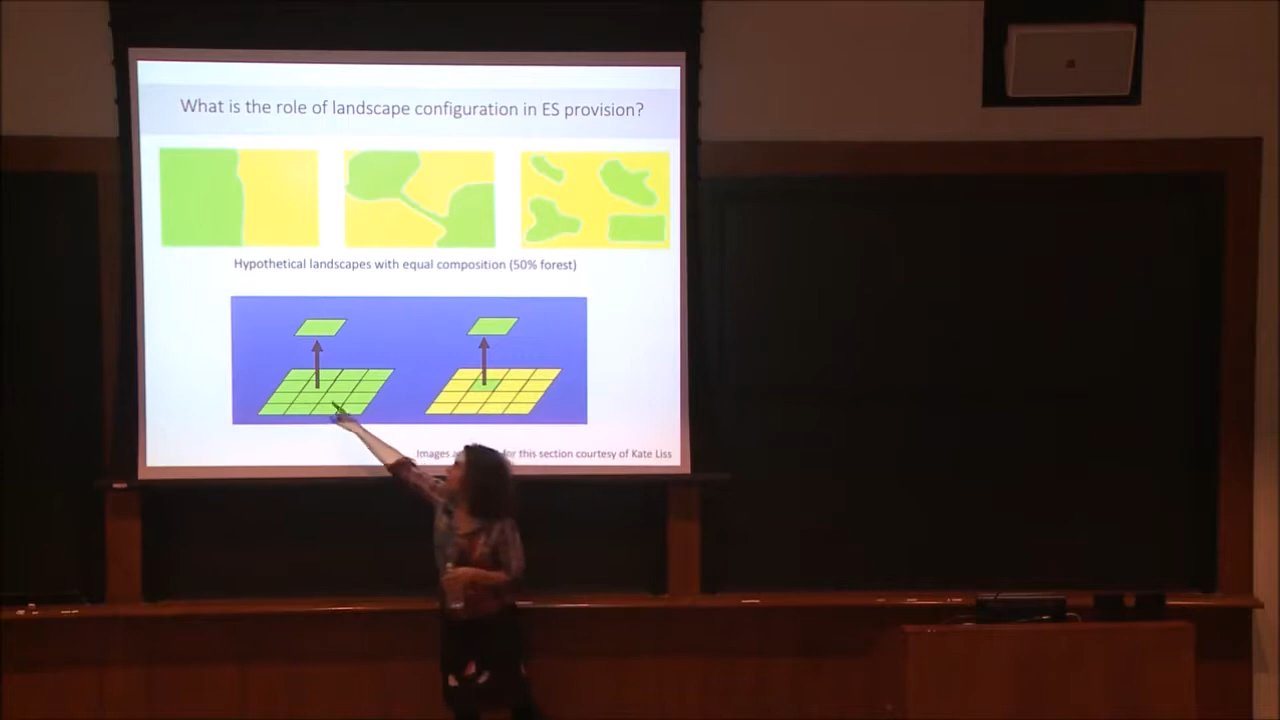 What is the role of landscape configuration in ES provision?
Hypothetical landscapes with equal composition (50% forest)
Images for this section courtesy of Kate Liss